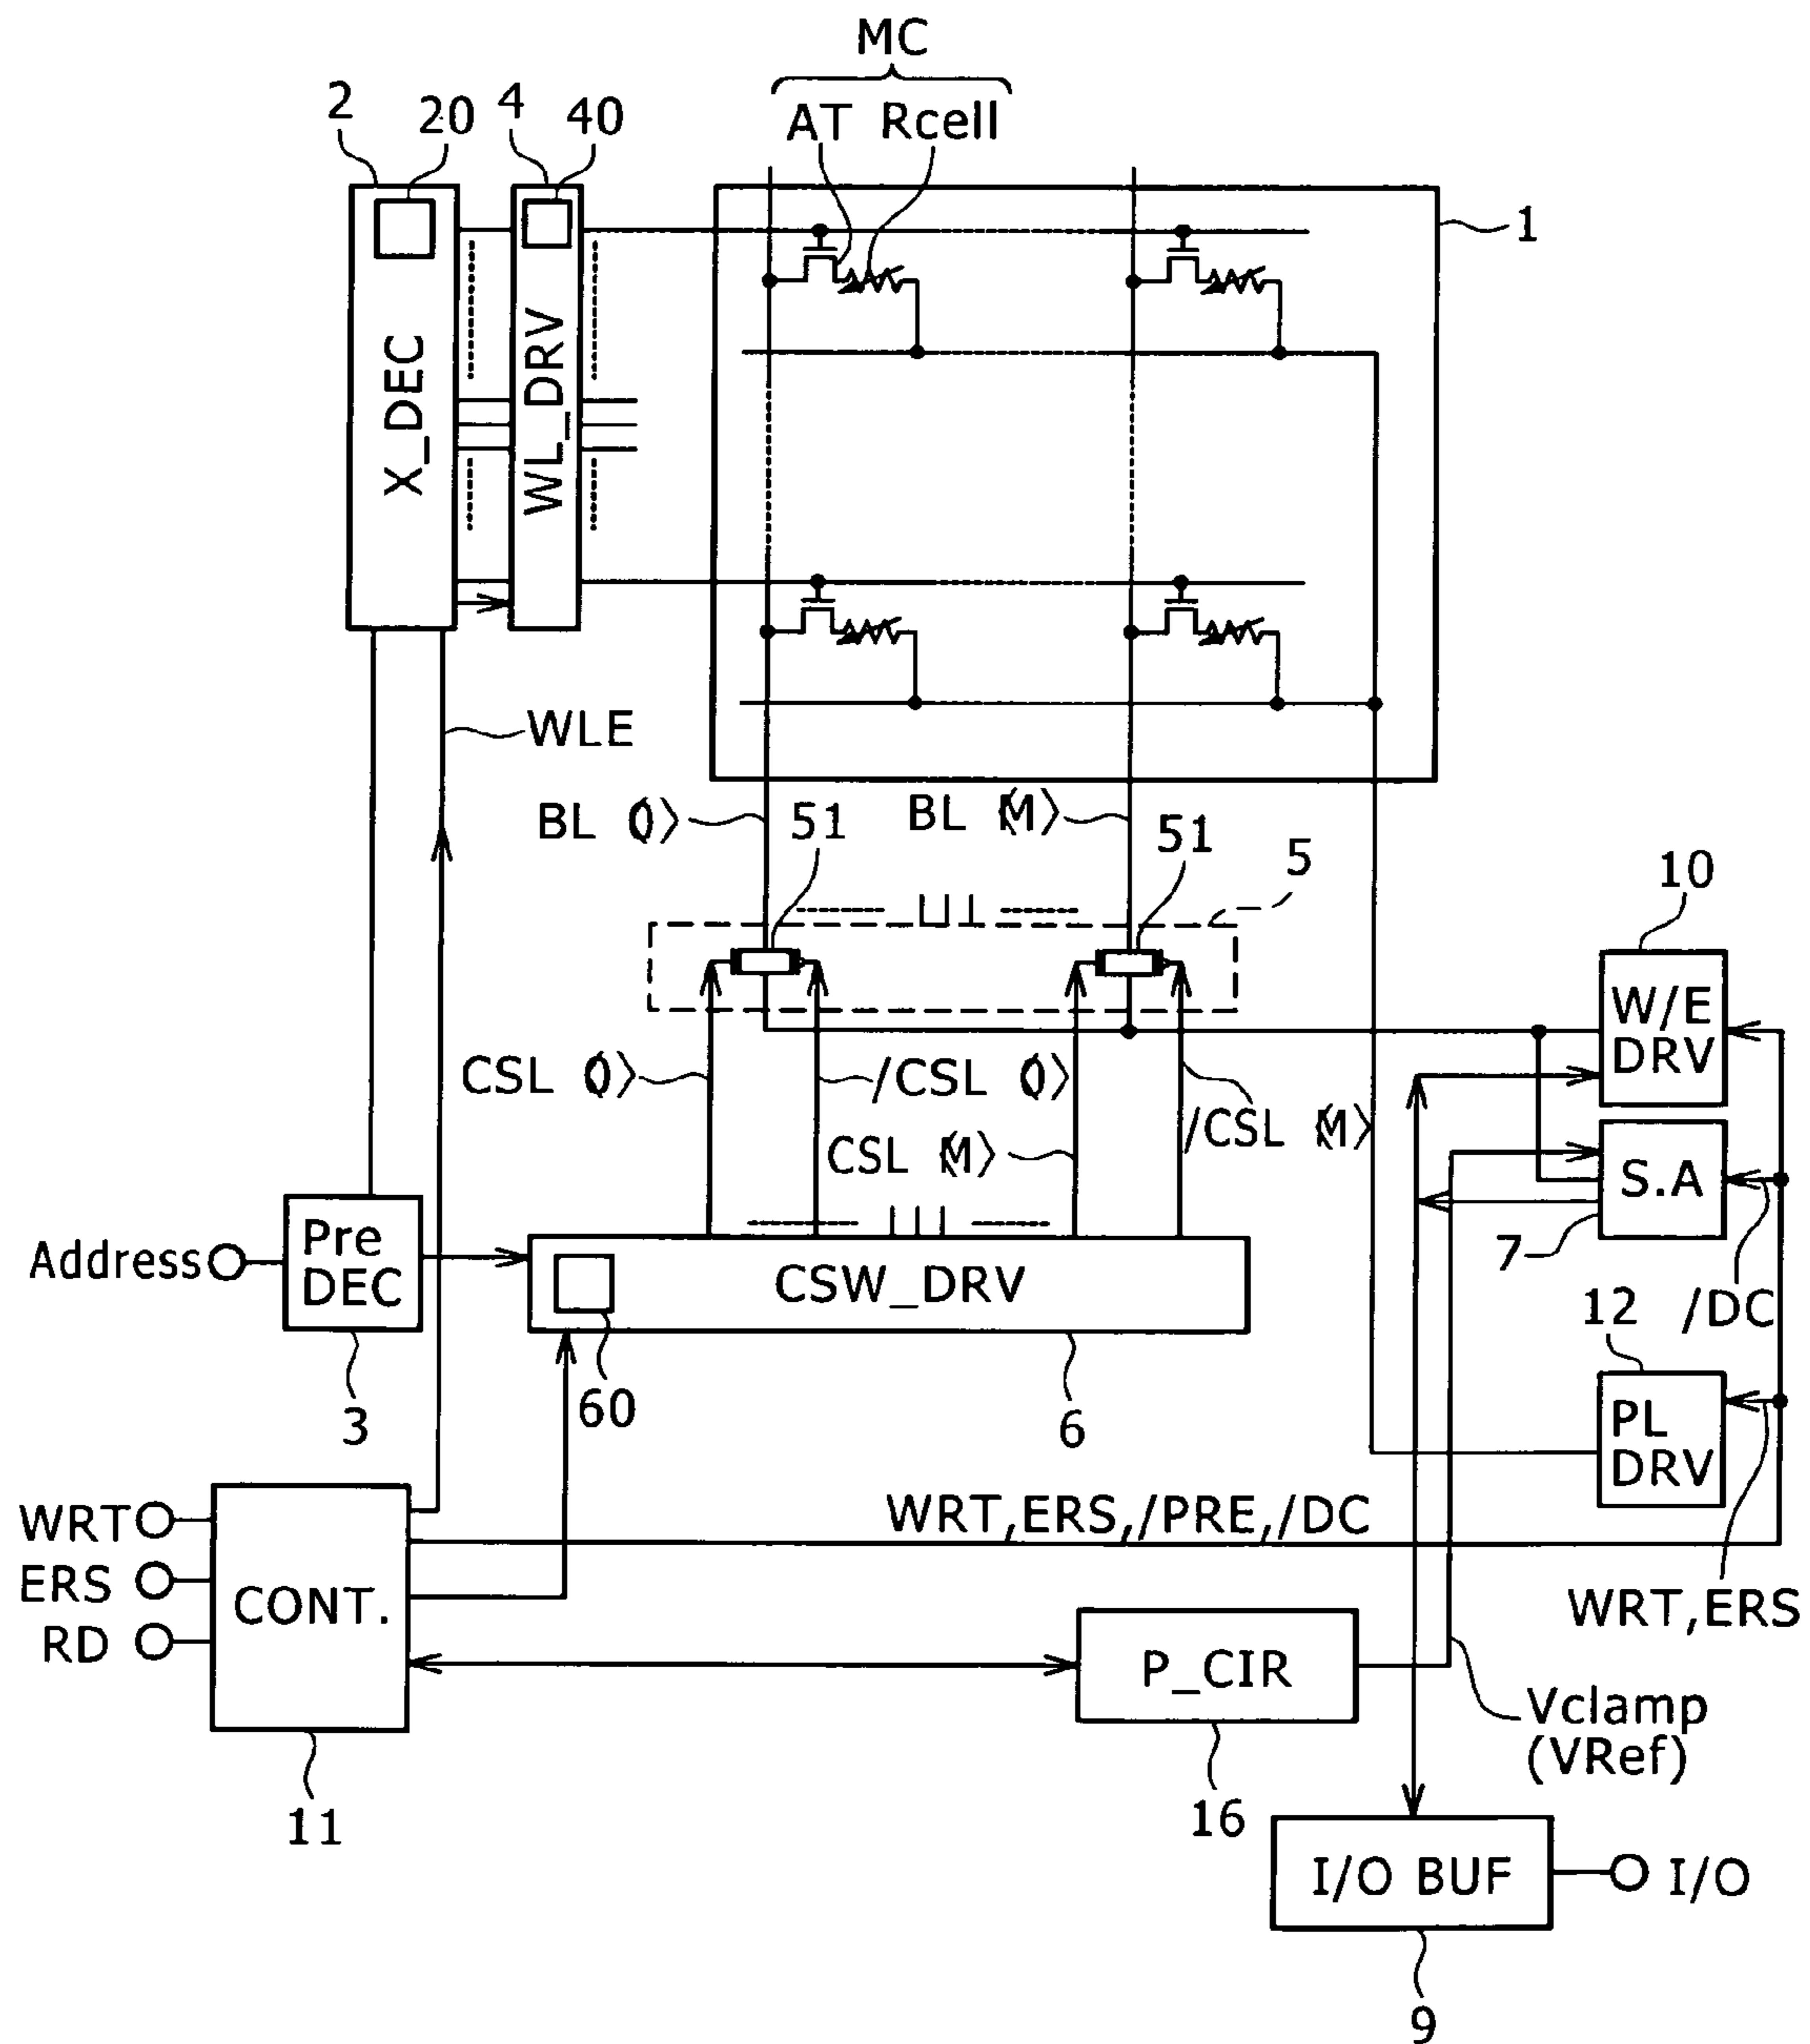 MC
AT Rcell
2
20
4
40
1
X_DEC
WL_DRV
WLE
BL ⟨0⟩
51
BL ⟨M⟩
51
5
10
W/E
DRV
CSL ⟨0⟩
/CSL ⟨0⟩
CSL ⟨M⟩
/CSL ⟨M⟩
S.A
7
/DC
Address
Pre
DEC
3
CSW_DRV
60
6
12
PL
DRV
WRT
ERS
RD
CONT.
11
WRT,ERS,/PRE,/DC
WRT,ERS
P_CIR
16
Vclamp
(VRef)
I/O BUF
I/O
9